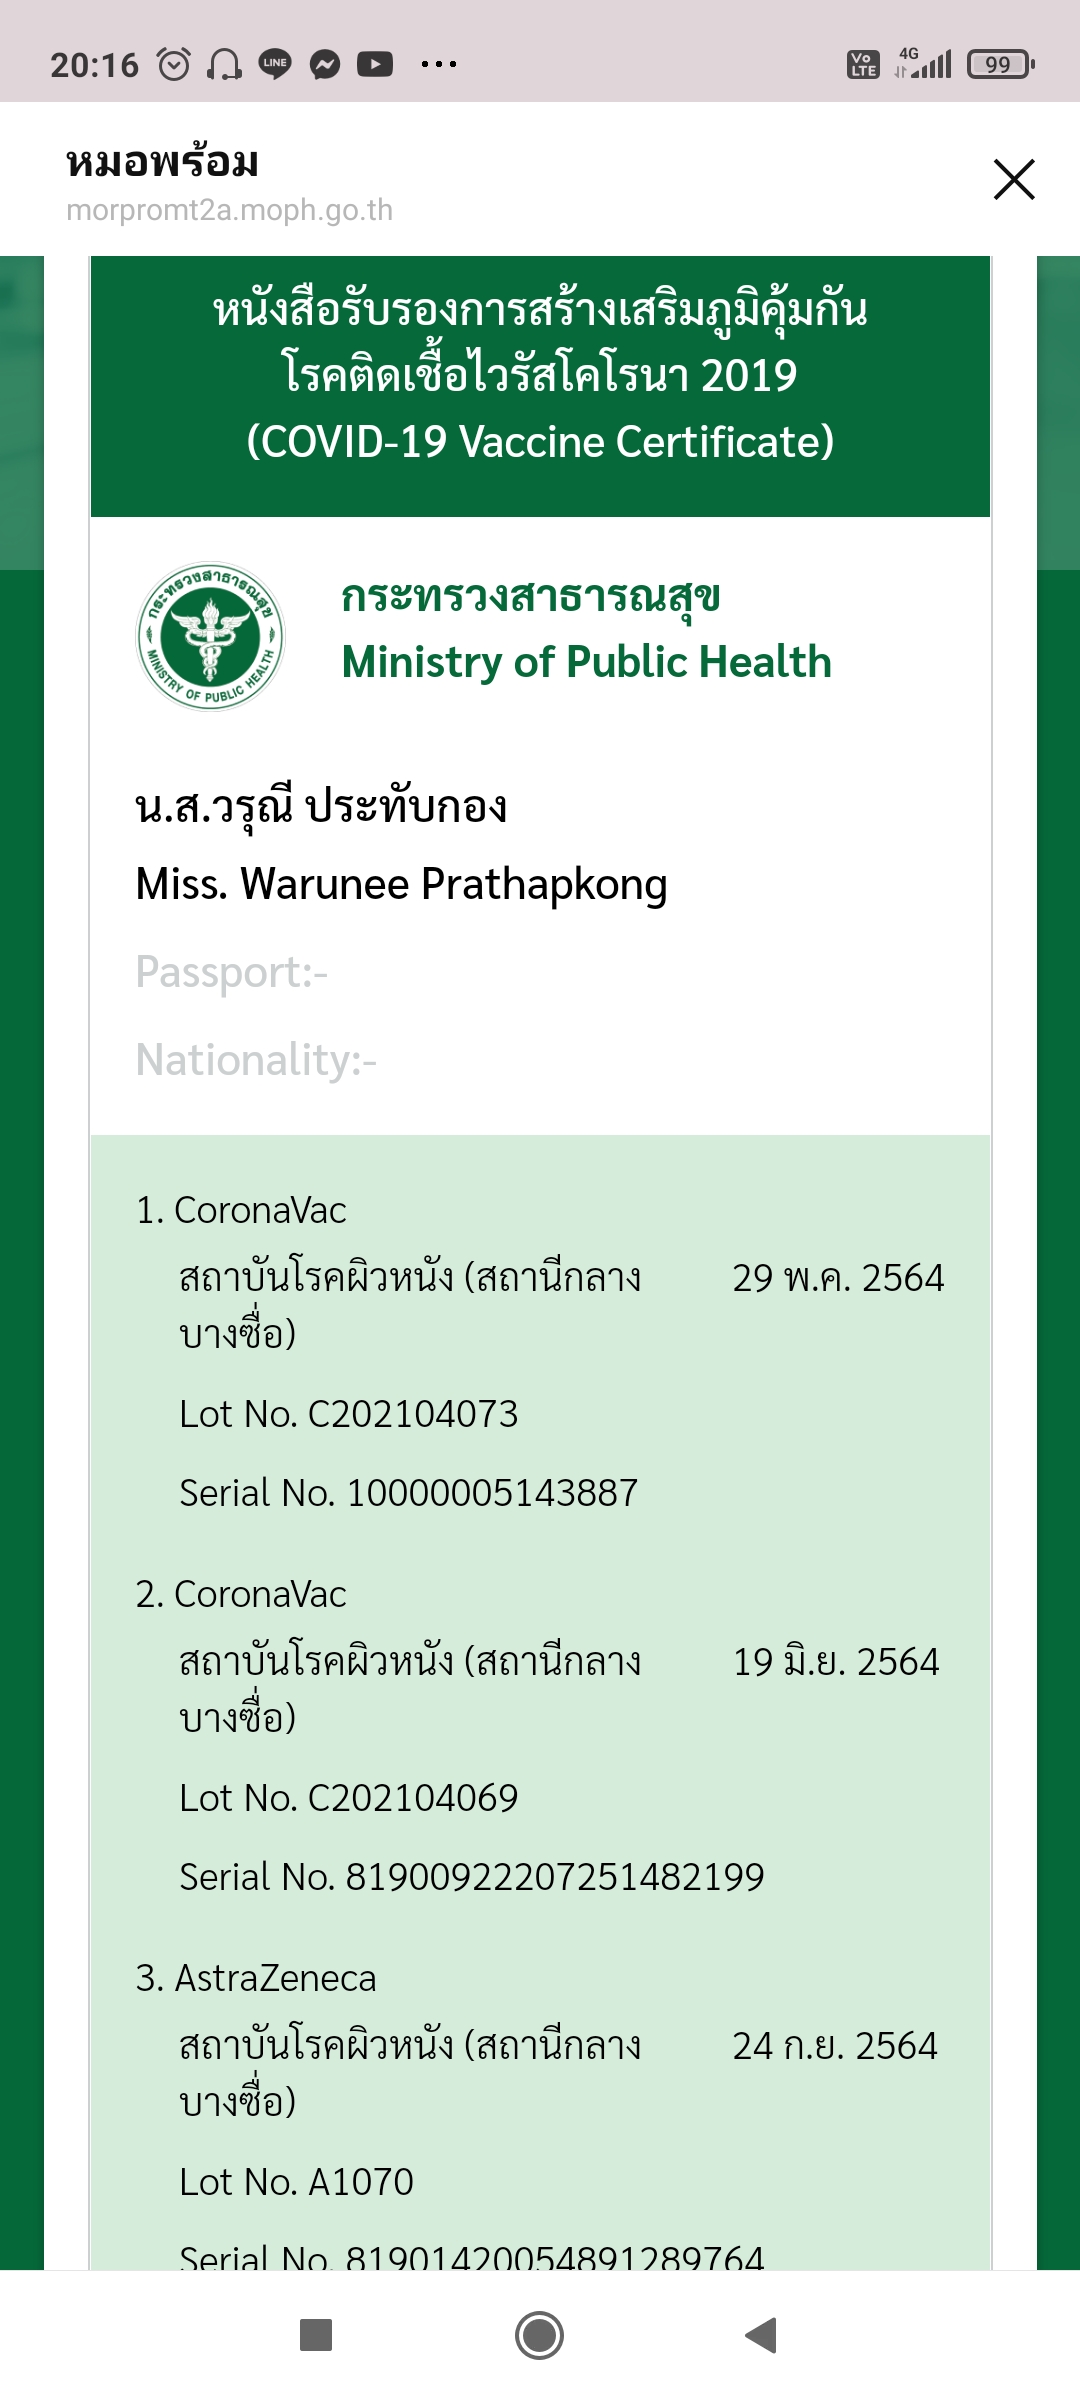 20:16
LINE
Vo LTE 4G 99
หมอพร้อม
morpromt2a.moph.go.th
หนังสือรับรองการสร้างเสริมภูมิคุ้มกัน
โรคติดเชื้อไวรัสโคโรนา 2019
(COVID-19 Vaccine Certificate)
กระทรวงสาธารณสุข
MINISTRY OF PUBLIC HEALTH
กระทรวงสาธารณสุข
Ministry of Public Health
น.ส.วรุณี ประทับกอง
Miss. Warunee Prathapkong
Passport:-
Nationality:-
1. CoronaVac
สถาบันโรคผิวหนัง (สถานีกลาง 29 พ.ค. 2564
บางซื่อ)
Lot No. C202104073
Serial No. 10000005143887
2. CoronaVac
สถาบันโรคผิวหนัง (สถานีกลาง 19 มิ.ย. 2564
บางซื่อ)
Lot No. C202104069
Serial No. 81900922207251482199
3. AstraZeneca
สถาบันโรคผิวหนัง (สถานีกลาง 24 ก.ย. 2564
บางซื่อ)
Lot No. A1070
Serial No. 81901420054891289764